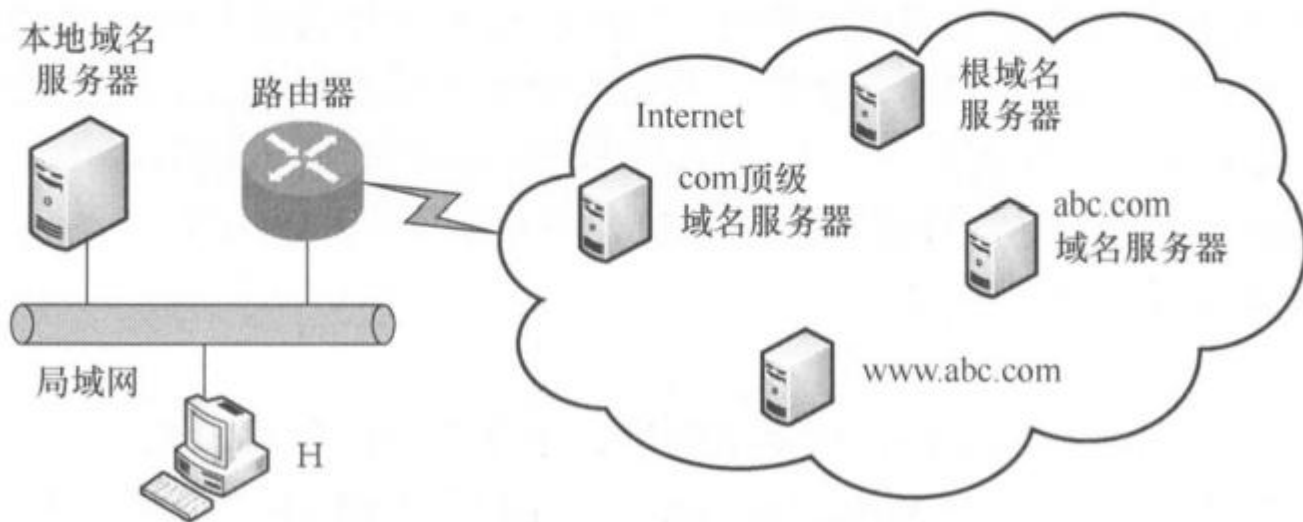 本地域名
服务器
路由器
Internet
根域名
服务器
com顶级
域名服务器
abc.com
域名服务器
www.abc.com
局域网
H